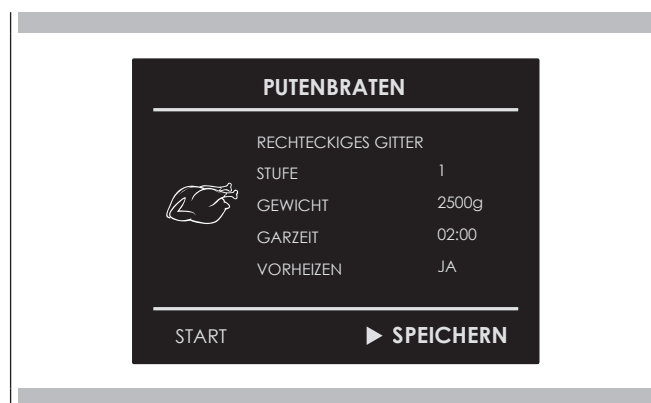 PUTENBRATEN
RECHTECKIGES GITTER
STUFE 1
GEWICHT 2500g
GARZEIT 02:00
VORHEIZEN JA
START ▶ SPEICHERN